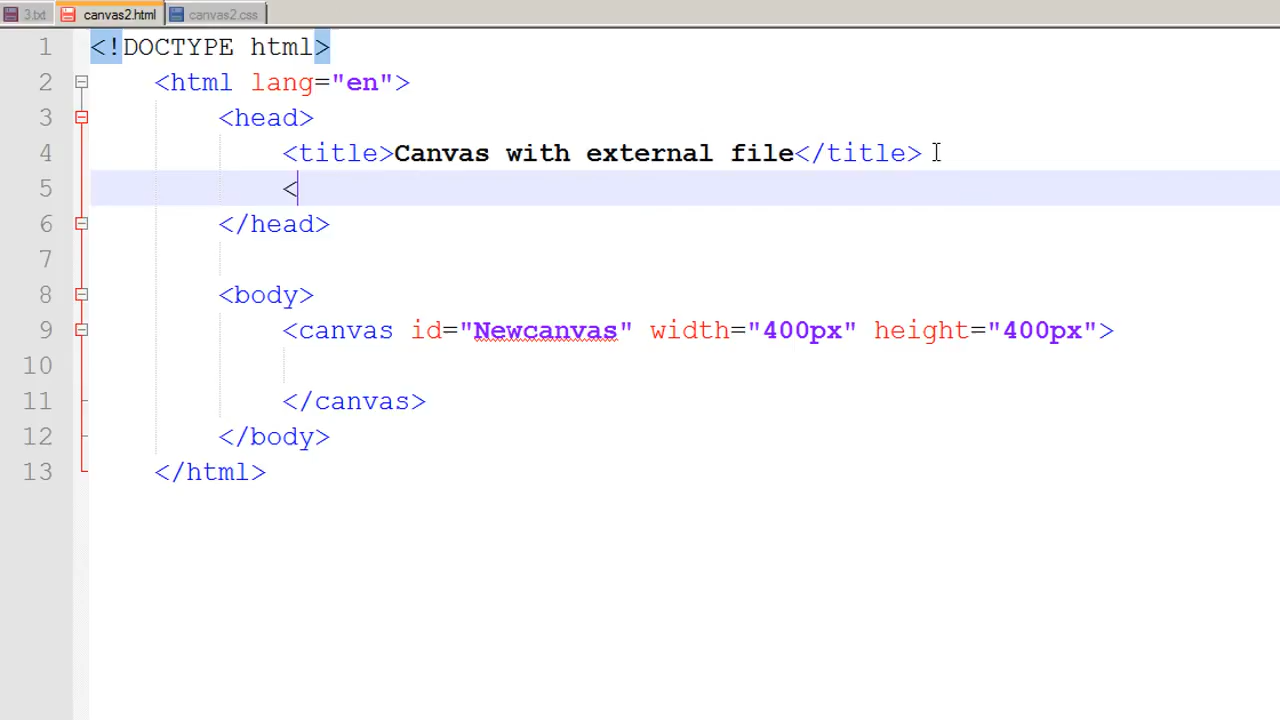 3.txt canvas2.html canvas2.css
1 <!DOCTYPE html>
2 <html lang="en">
3 <head>
4 <title>Canvas with external file</title>
5 <
6 </head>
7
8 <body>
9 <canvas id="Newcanvas" width="400px" height="400px">
10
11 </canvas>
12 </body>
13 </html>